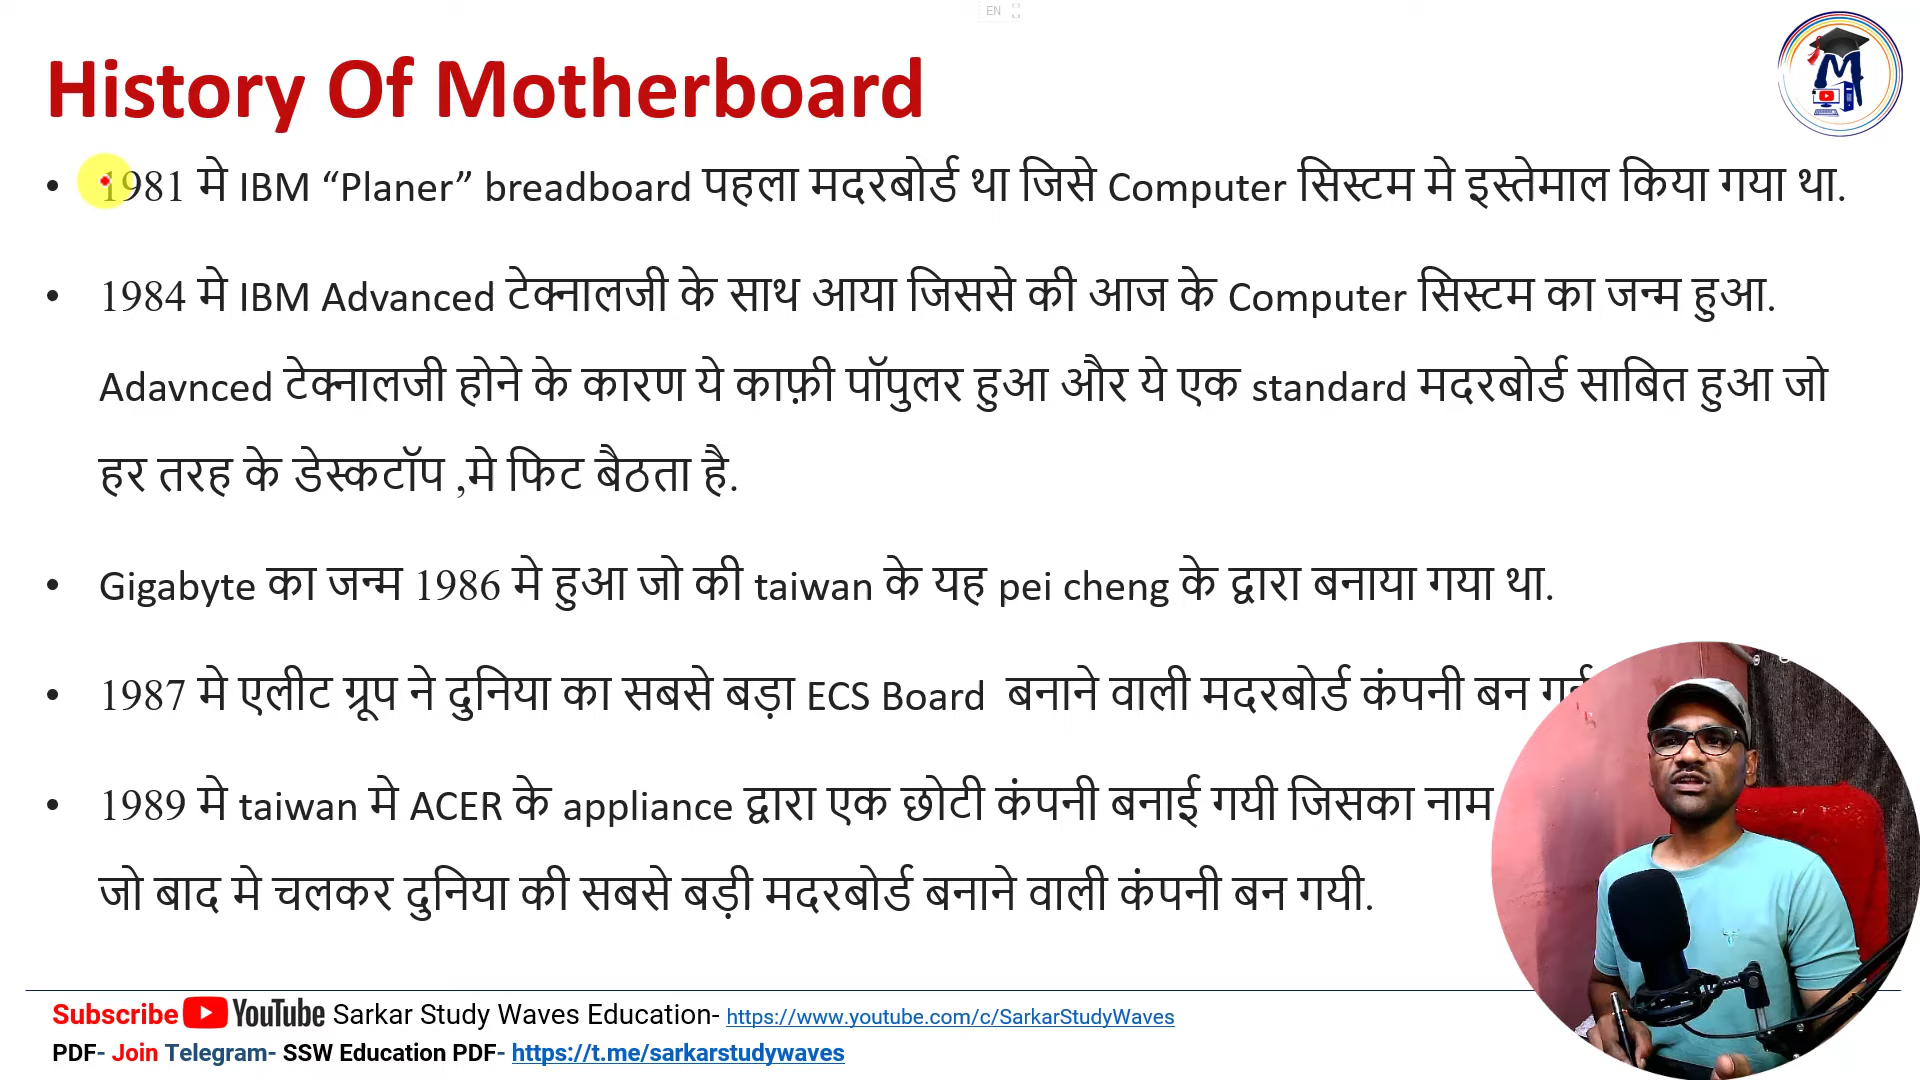 EN
History Of Motherboard
• 1981 मे IBM “Planer” breadboard पहला मदरबोर्ड था जिसे Computer सिस्टम मे इस्तेमाल किया गया था.
• 1984 मे IBM Advanced टेक्नालजी के साथ आया जिससे की आज के Computer सिस्टम का जन्म हुआ.
Adavnced टेक्नालजी होने के कारण ये काफ़ी पॉपुलर हुआ और ये एक standard मदरबोर्ड साबित हुआ जो
हर तरह के डेस्कटॉप ,मे फिट बैठता है.
• Gigabyte का जन्म 1986 मे हुआ जो की taiwan के यह pei cheng के द्वारा बनाया गया था.
• 1987 मे एलीट ग्रूप ने दुनिया का सबसे बड़ा ECS Board बनाने वाली मदरबोर्ड कंपनी बन
• 1989 मे taiwan मे ACER के appliance द्वारा एक छोटी कंपनी बनाई गयी जिसका नाम
जो बाद मे चलकर दुनिया की सबसे बड़ी मदरबोर्ड बनाने वाली कंपनी बन गयी.
Subscribe YouTube Sarkar Study Waves Education- https://www.youtube.com/c/SarkarStudyWaves
PDF- Join Telegram- SSW Education PDF- https://t.me/sarkarstudywaves